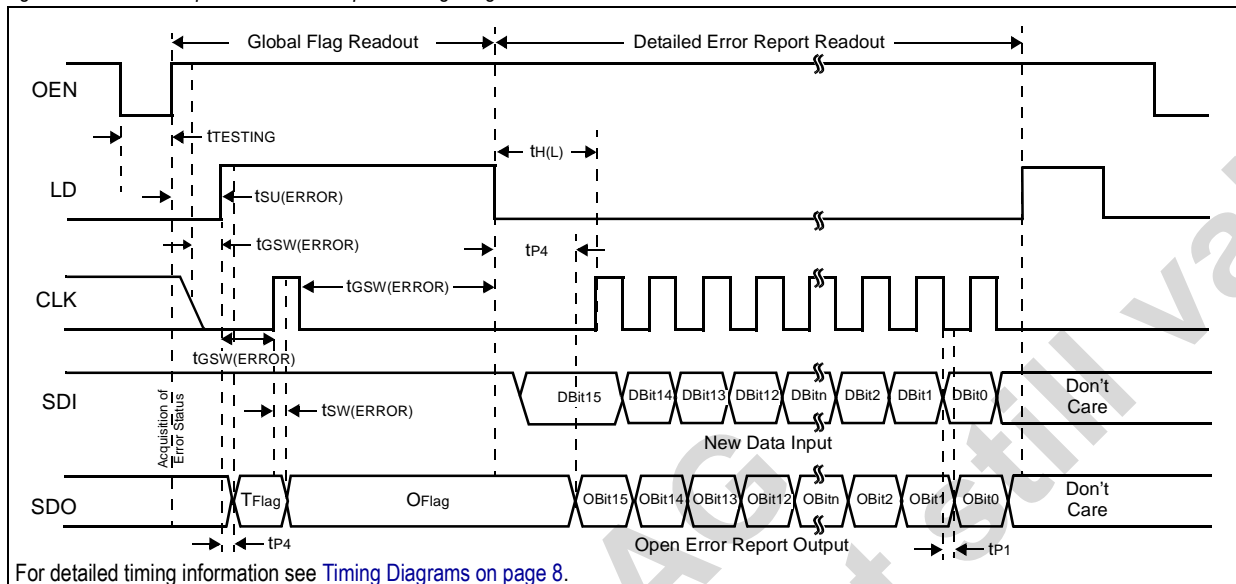 Global Flag Readout
Detailed Error Report Readout
OEN
tTESTING
tH(L)
LD
tSU(ERROR)
tGSW(ERROR)
tP4
CLK
tGSW(ERROR)
tGSW(ERROR)
SDI
DBit15 DBit14 DBit13 DBit12 DBitn DBit2 DBit1 DBit0
Don't
Care
tSW(ERROR)
New Data Input
Acquisition of
Error Status
SDO
TFlag
OFlag
OBit15 OBit14 OBit13 OBit12 OBitn OBit2 OBit1 OBit0
Don't
Care
tP4
Open Error Report Output
tP1
For detailed timing information see Timing Diagrams on page 8.